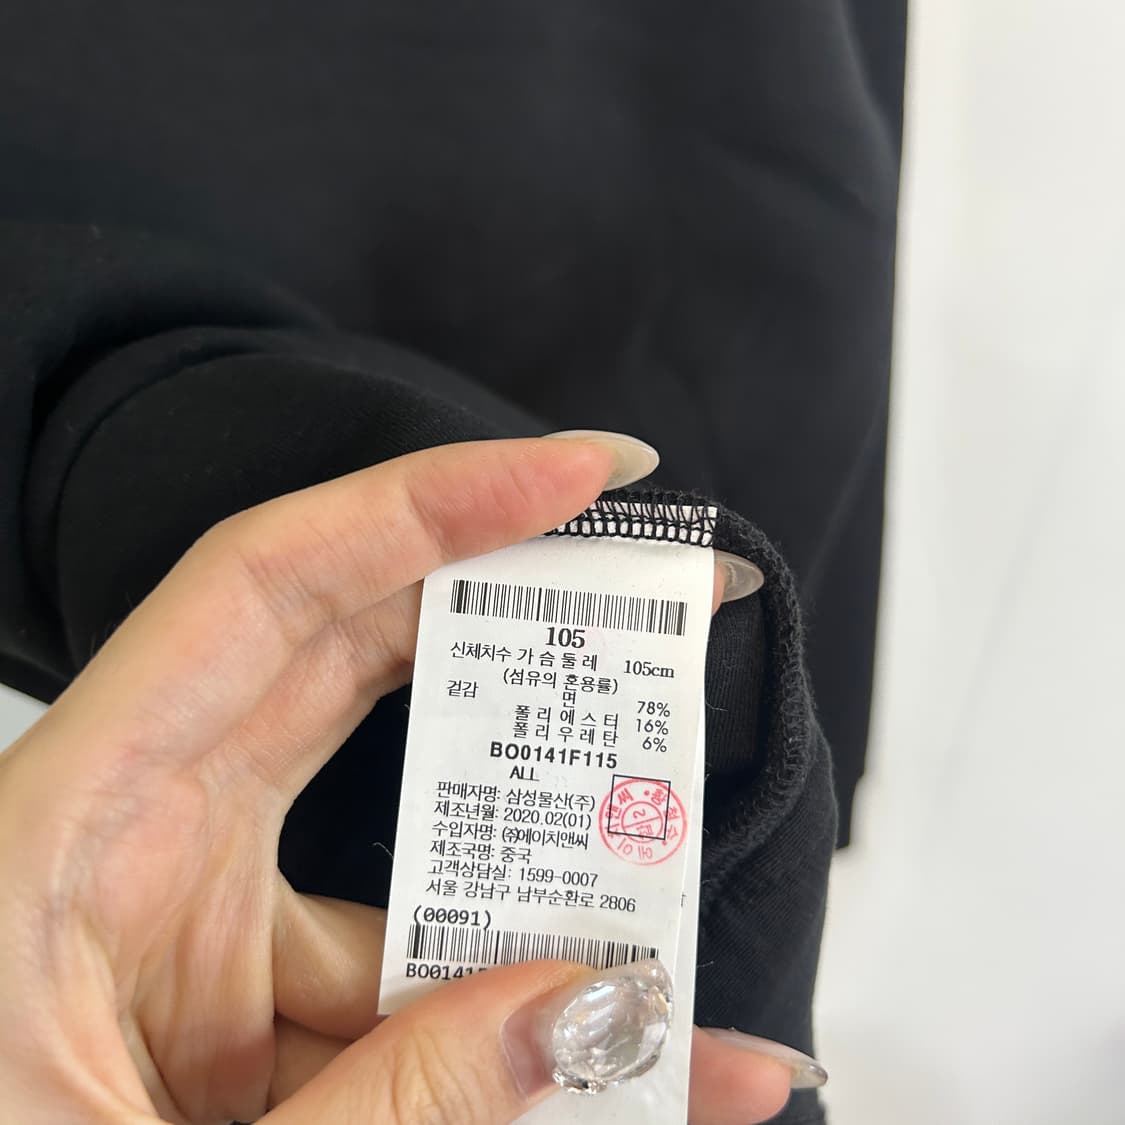 105
신체치수 가 슴 둘 레 105cm
(섬유의 혼용률)
겉감 면 78%
폴 리 에 스 터 16%
폴 리 우 레 탄 6%
BO0141F115
ALL
판매자명: 삼성물산(주)
제조년월: 2020.02(01)
수입자명: ㈜에이치앤씨
제조국명: 중국
고객상담실: 1599-0007
서울 강남구 남부순환로 2806
(00091)